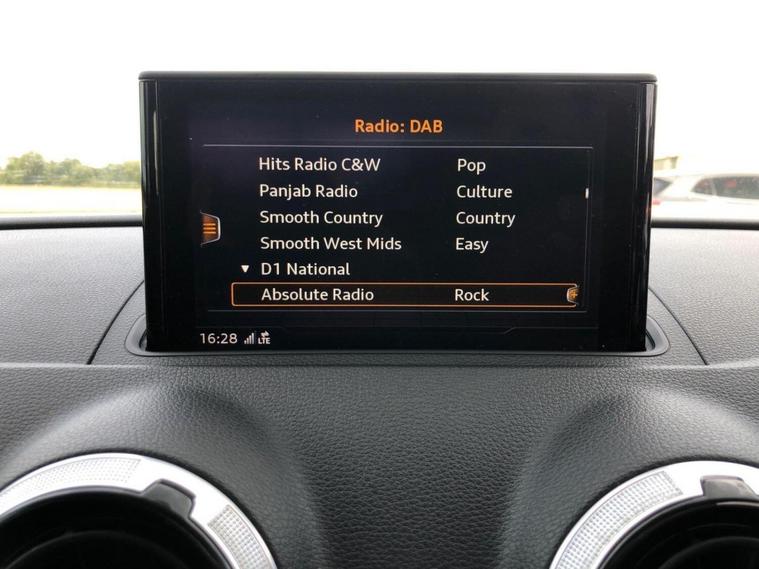 Radio: DAB
Hits Radio C&W Pop
Panjab Radio Culture
Smooth Country Country
Smooth West Mids Easy
▼ D1 National
Absolute Radio Rock
16:28 LTE